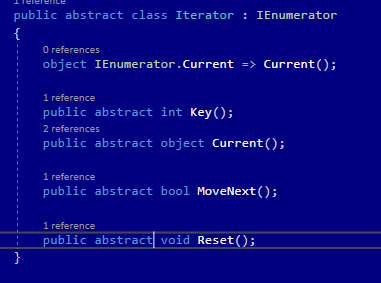 1 reference
public abstract class Iterator : IEnumerator
{
0 references
object IEnumerator.Current => Current();
1 reference
public abstract int Key();
2 references
public abstract object Current();
1 reference
public abstract bool MoveNext();
1 reference
public abstract void Reset();
}